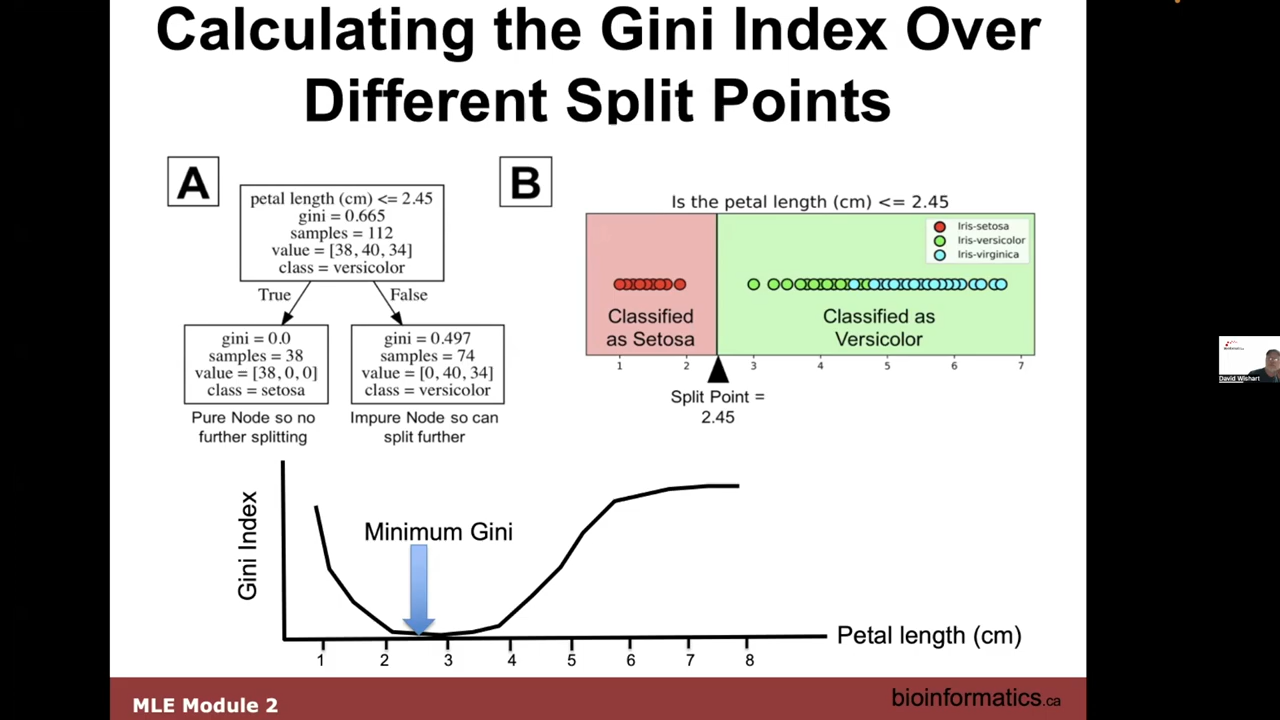 Calculating the Gini Index Over
Different Split Points
A
petal length (cm) <= 2.45
gini = 0.665
samples = 112
value = [38, 40, 34]
class = versicolor
True
False
gini = 0.0
samples = 38
value = [38, 0, 0]
class = setosa
gini = 0.497
samples = 74
value = [0, 40, 34]
class = versicolor
Pure Node so no
further splitting
Impure Node so can
split further
B
Is the petal length (cm) <= 2.45
Iris-setosa
Iris-versicolor
Iris-virginica
Classified
as Setosa
Classified as
Versicolor
1 2 3 4 5 6 7
Split Point =
2.45
Gini Index
Minimum Gini
1 2 3 4 5 6 7 8
Petal length (cm)
MLE Module 2
bioinformatics.ca
David Wishart